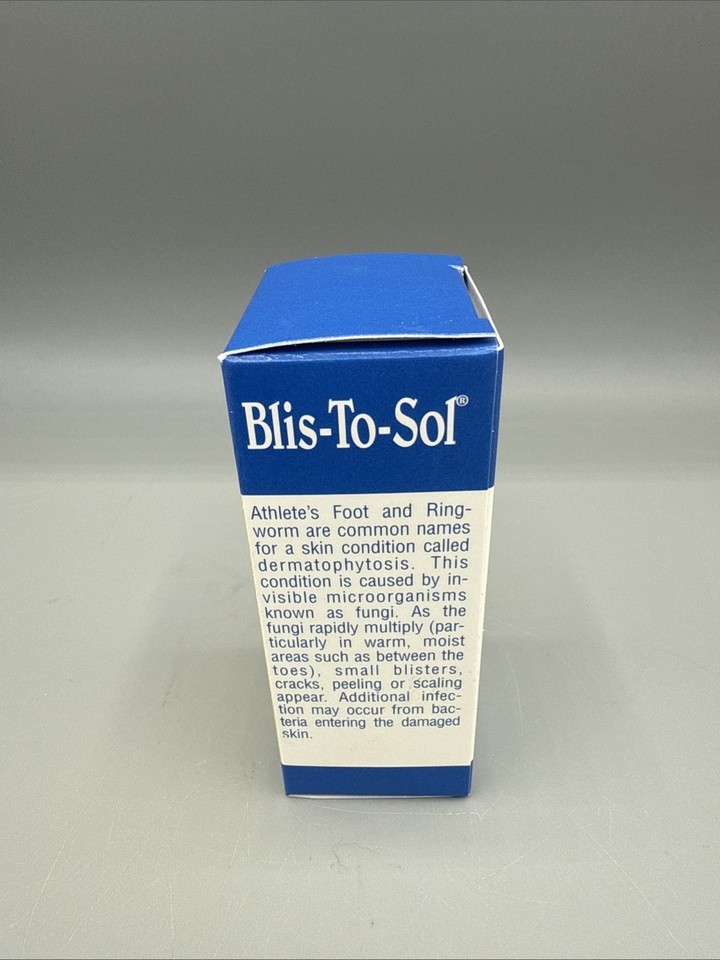 Blis-To-Sol®
Athlete's Foot and Ring-
worm are common names
for a skin condition called
dermatophytosis. This
condition is caused by in-
visible microorganisms
known as fungi. As the
fungi rapidly multiply (par-
ticularly in warm, moist
areas such as between the
toes), small blisters,
cracks, peeling or scaling
appear. Additional infec-
tion may occur from bac-
teria entering the damaged
skin.